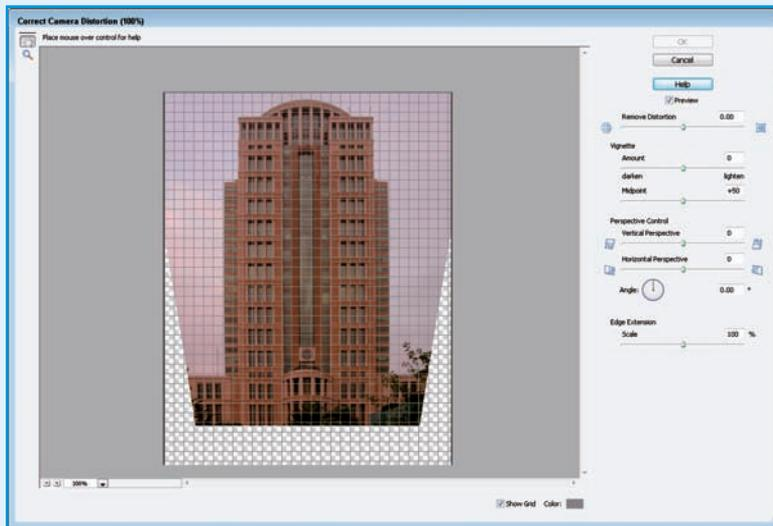 Correct Camera Distortion (100%)
Place mouse over control for help
OK
Cancel
Help
Preview
Remove Distortion 0.00
Vignette
Amount 0
darken lighten
Midpoint +50
Perspective Control
Vertical Perspective 0
Horizontal Perspective 0
Angle: 0.00 °
Edge Extension
Scale 100 %
100%
Show Grid Color: